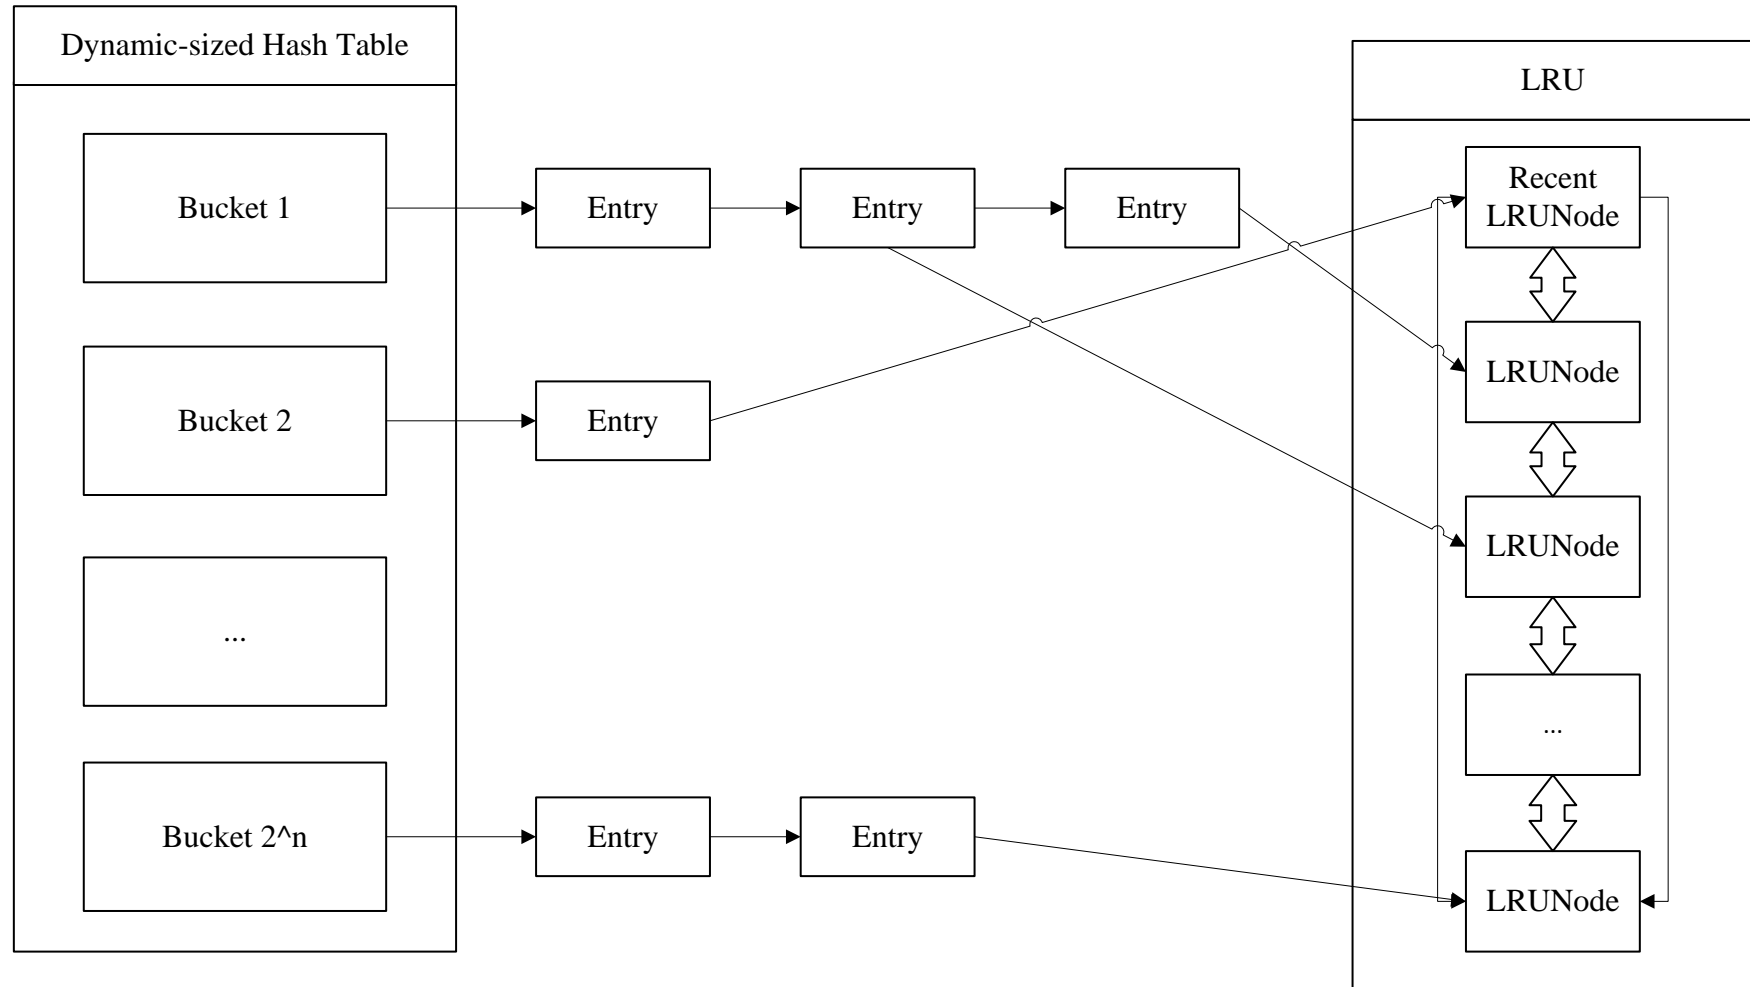 Dynamic-sized Hash Table
LRU
Bucket 1
Entry
Entry
Entry
Recent
LRUNode
LRUNode
Bucket 2
Entry
LRUNode
...
...
Bucket 2^n
Entry
Entry
LRUNode